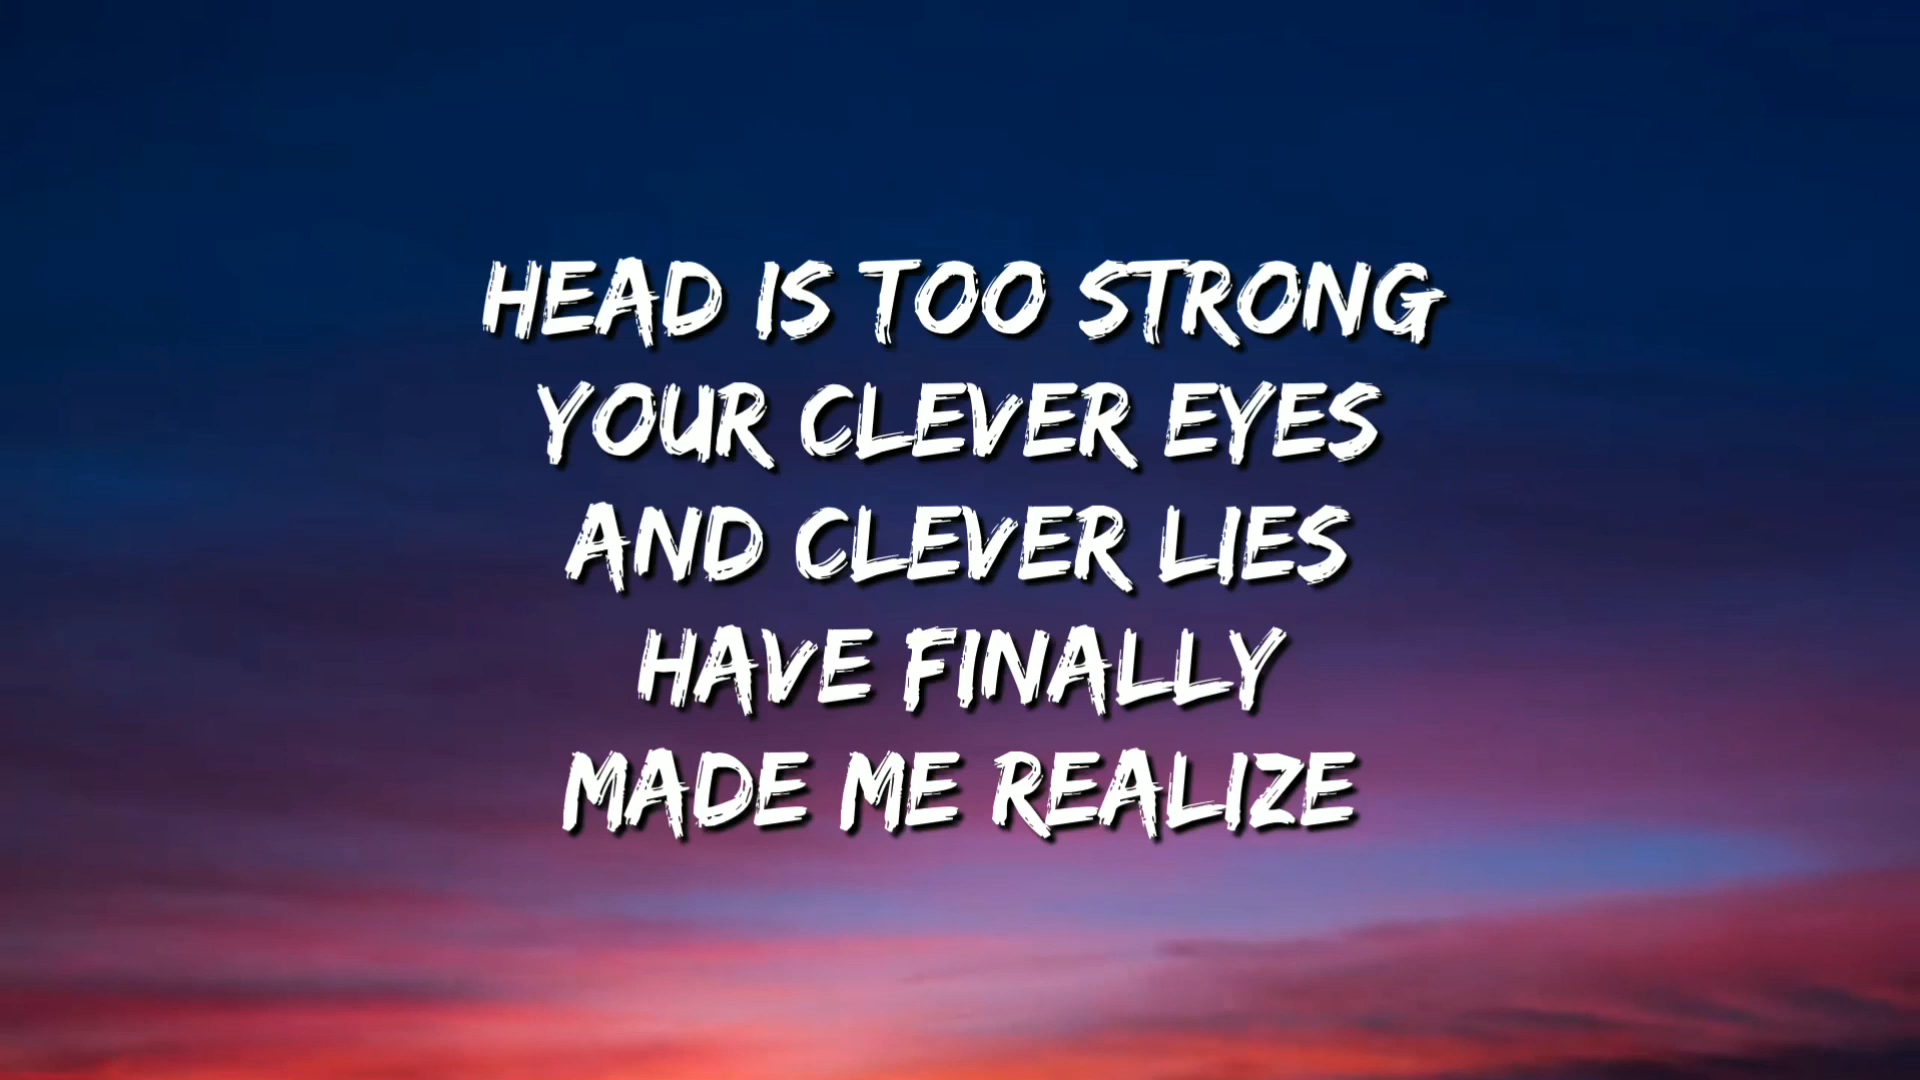 HEAD IS TOO STRONG
YOUR CLEVER EYES
AND CLEVER LIES
HAVE FINALLY
MADE ME REALIZE